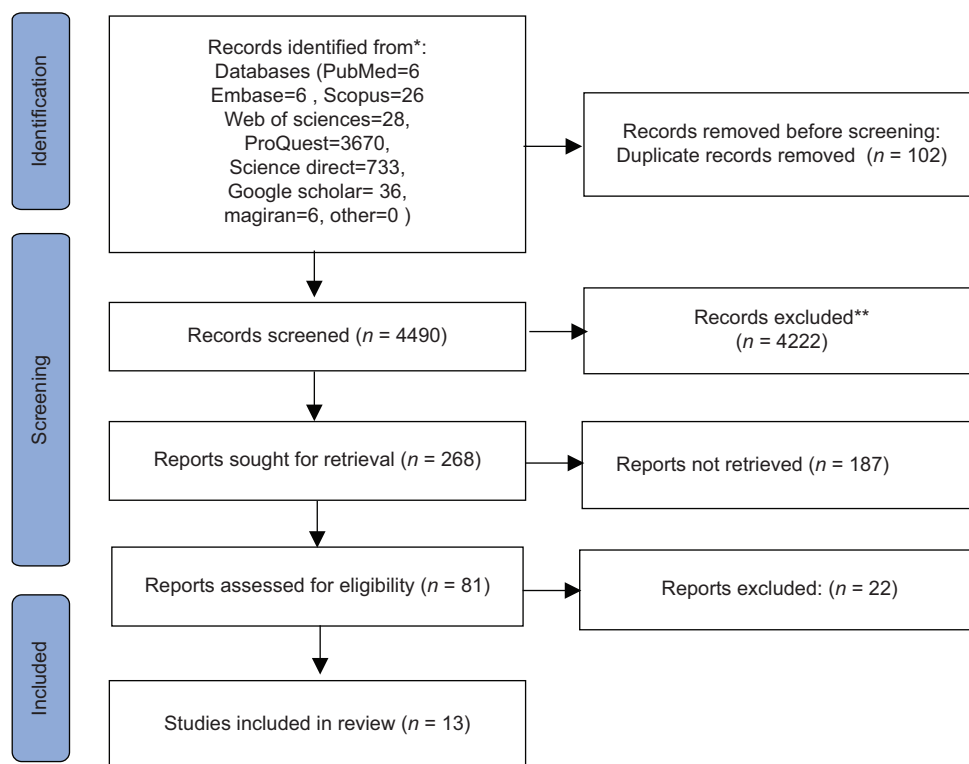 Identification
Records identified from*:
Databases (PubMed=6
Embase=6 , Scopus=26
Web of sciences=28,
ProQuest=3670,
Science direct=733,
Google scholar= 36,
magiran=6, other=0 )
Records removed before screening:
Duplicate records removed (n = 102)
Screening
Records screened (n = 4490)
Records excluded**
(n = 4222)
Reports sought for retrieval (n = 268)
Reports not retrieved (n = 187)
Reports assessed for eligibility (n = 81)
Reports excluded: (n = 22)
Included
Studies included in review (n = 13)